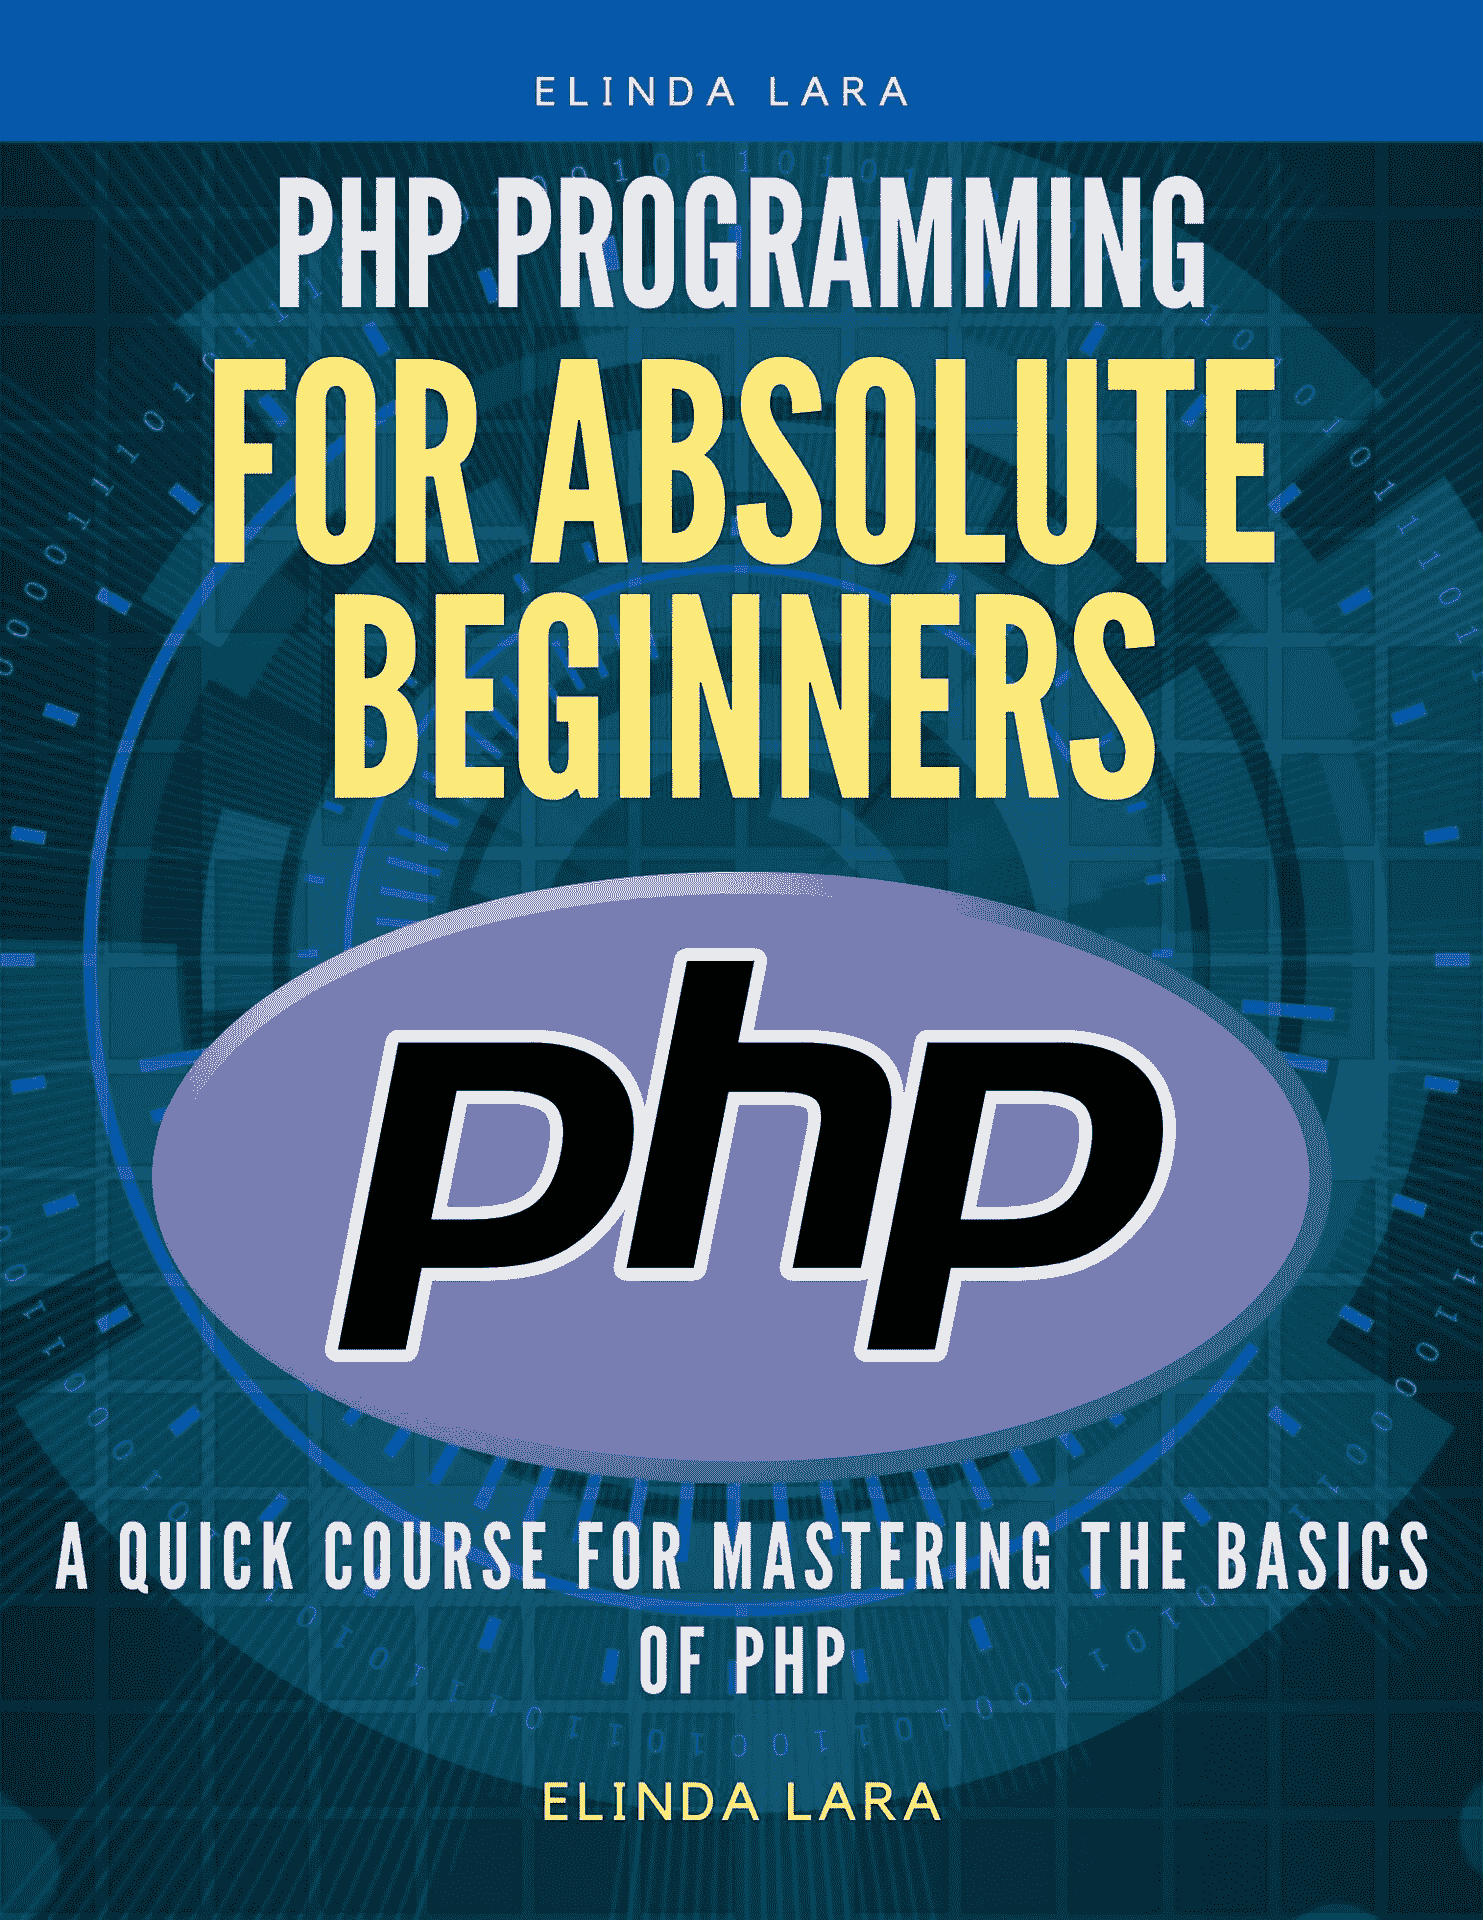 ELINDA LARA
PHP PROGRAMMING
FOR ABSOLUTE
BEGINNERS
php
A QUICK COURSE FOR MASTERING THE BASICS
OF PHP
ELINDA LARA